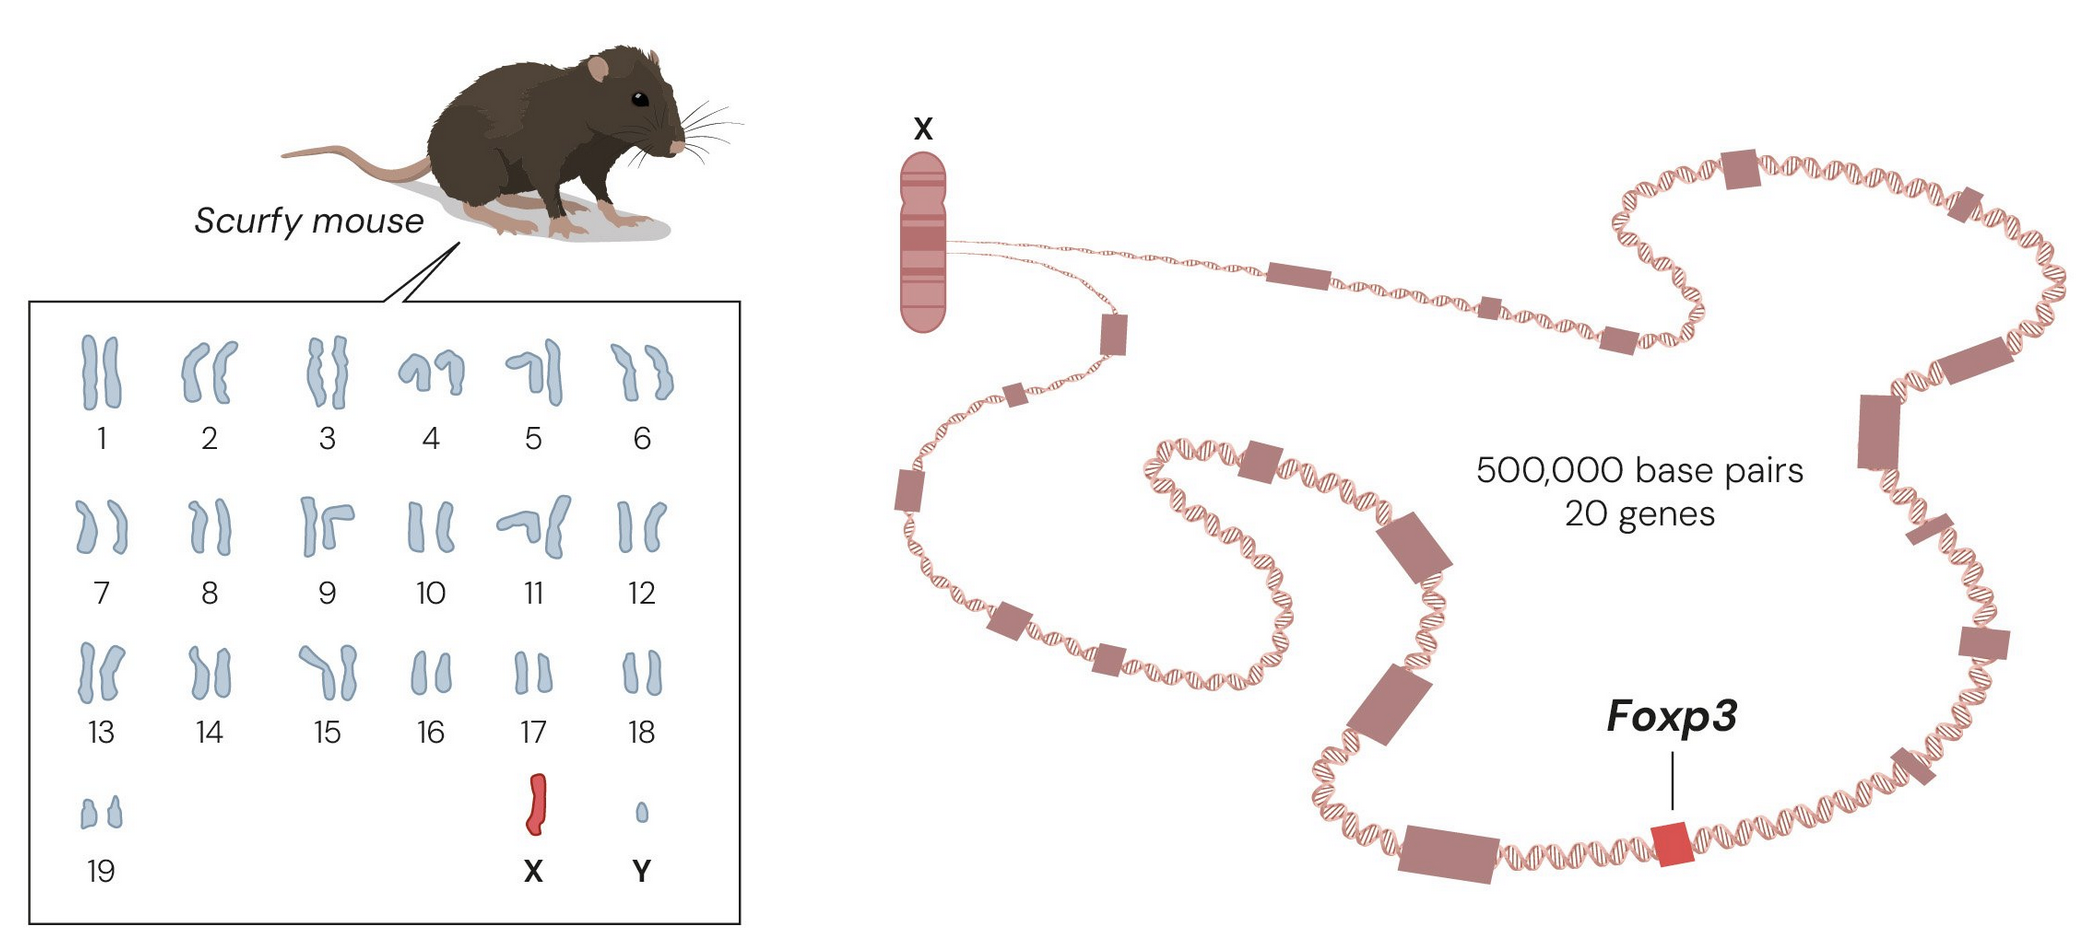 Scurfy mouse
1 2 3 4 5 6
7 8 9 10 11 12
13 14 15 16 17 18
19 X Y
X
500,000 base pairs
20 genes
Foxp3